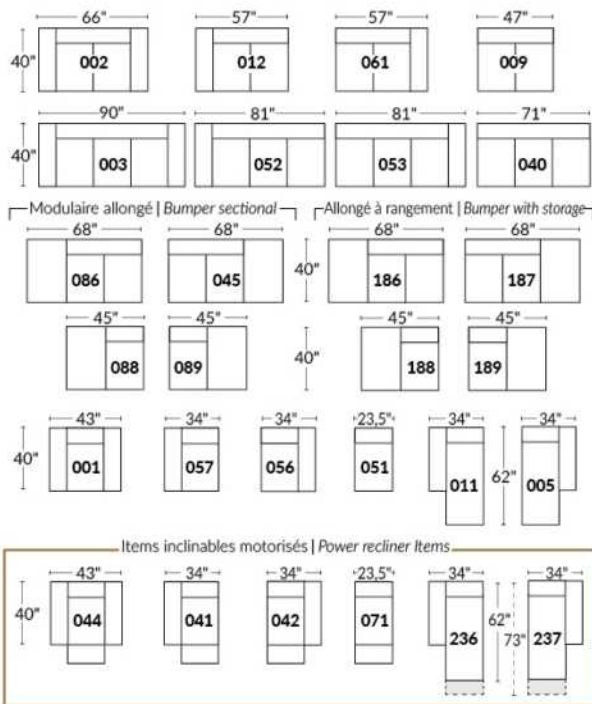 66" 57" 57" 47"
40" 002 012 061 009
90" 81" 81" 71"
40" 003 052 053 040
Modulaire allongé | Bumper sectional Allongé à rangement | Bumper with storage
68" 68" 68" 68"
086 045 40" 186 187
45" 45" 45" 45"
088 089 40" 188 189
43" 34" 34" 23,5" 34" 34"
40" 001 057 056 051 011 62" 005
Items inclinables motorisés | Power recliner Items
43" 34" 34" 23,5" 34" 34"
40" 044 041 042 071 236 62" 73" 237